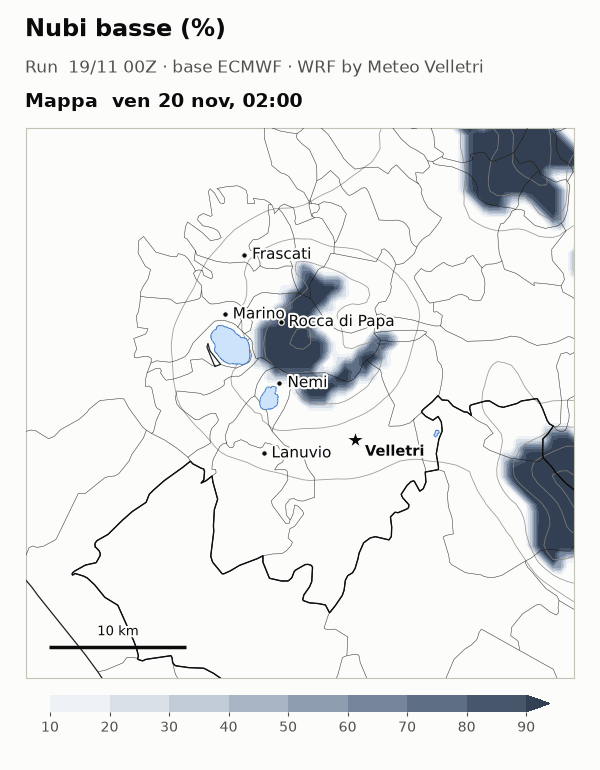 Nubi basse (%)
Run  19/11 00Z · base ECMWF · WRF by Meteo Velletri
Mappa  ven 20 nov, 02:00
Frascati
Marino
Rocca di Papa
Nemi
Velletri
Lanuvio
10 km
10 20 30 40 50 60 70 80 90